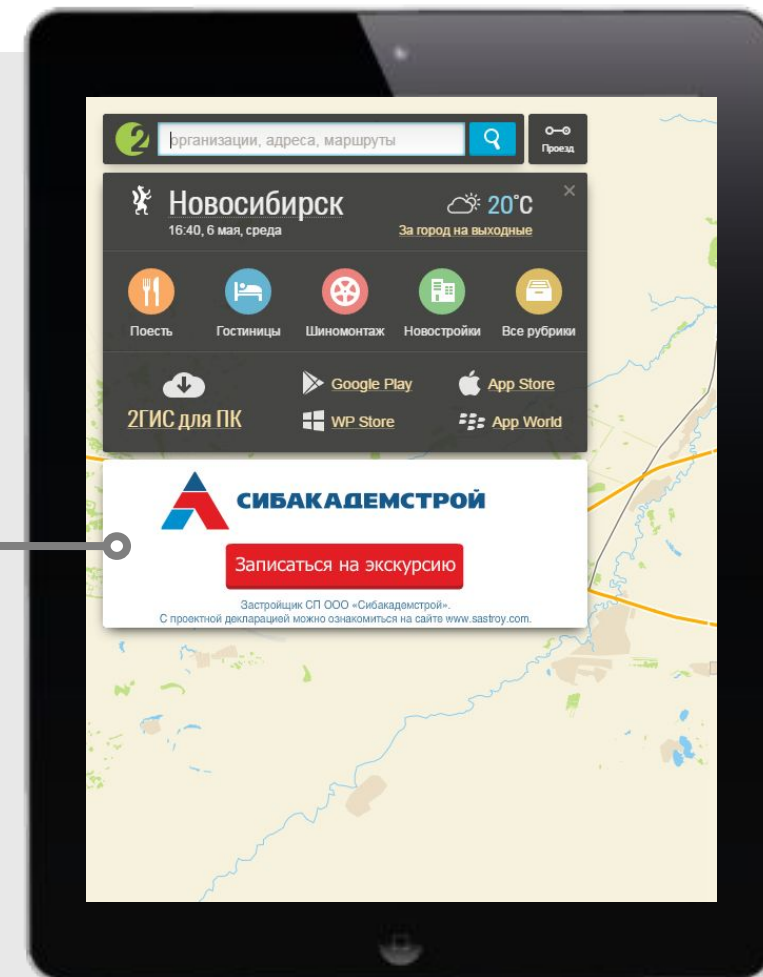 2
организации, адреса, маршруты
Проезд
Новосибирск
20°C
16:40, 6 мая, среда
За город на выходные
Поесть
Гостиницы
Шиномонтаж
Новостройки
Все рубрики
Google Play
App Store
2ГИС для ПК
WP Store
App World
СИБАКАДЕМСТРОЙ
Записаться на экскурсию
Застройщик СП ООО «Сибакадемстрой».
С проектной декларацией можно ознакомиться на сайте www.sastroy.com.